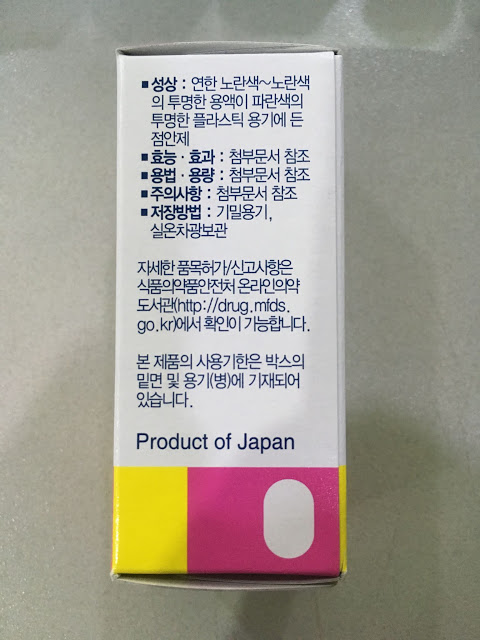 ■ 성상 : 연한 노란색~노란색
의 투명한 용액이 파란색의
투명한 플라스틱 용기에 든
점안제
■ 효능·효과 : 첨부문서 참조
■ 용법·용량 : 첨부문서 참조
■ 주의사항 : 첨부문서 참조
■ 저장방법 : 기밀용기,
실온차광보관
자세한 품목허가/신고사항은
식품의약품안전처 온라인의약
도서관(http://drug.mfds.
go.kr)에서 확인이 가능합니다.
본 제품의 사용기한은 박스의
밑면 및 용기(병)에 기재되어
있습니다.
Product of Japan